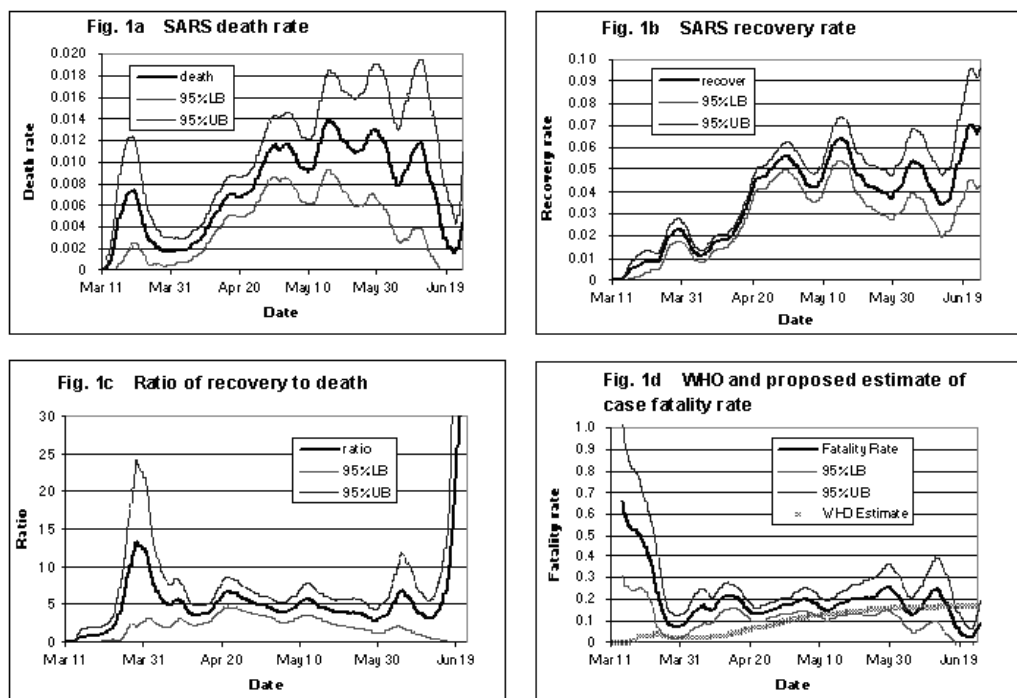 Fig. 1a SARS death rate
Death rate
0.020
0.018
0.016
0.014
0.012
0.010
0.008
0.006
0.004
0.002
0
death
95%LB
95%UB
Mar 11 Mar 31 Apr 20 May 10 May 30 Jun 19
Date
Fig. 1b SARS recovery rate
Recovery rate
0.10
0.09
0.08
0.07
0.06
0.05
0.04
0.03
0.02
0.01
0
recover
95%LB
95%UB
Mar 11 Mar 31 Apr 20 May 10 May 30 Jun 19
Date
Fig. 1c Ratio of recovery to death
Ratio
30
25
20
15
10
5
0
ratio
95%LB
95%UB
Mar 11 Mar 31 Apr 20 May 10 May 30 Jun 19
Date
Fig. 1d WHO and proposed estimate of
case fatality rate
Fatality rate
1.0
0.9
0.8
0.7
0.6
0.5
0.4
0.3
0.2
0.1
0
Fatality Rate
95%LB
95%UB
WHO Estimate
Mar 11 Mar 31 Apr 20 May 10 May 30 Jun 19
Date